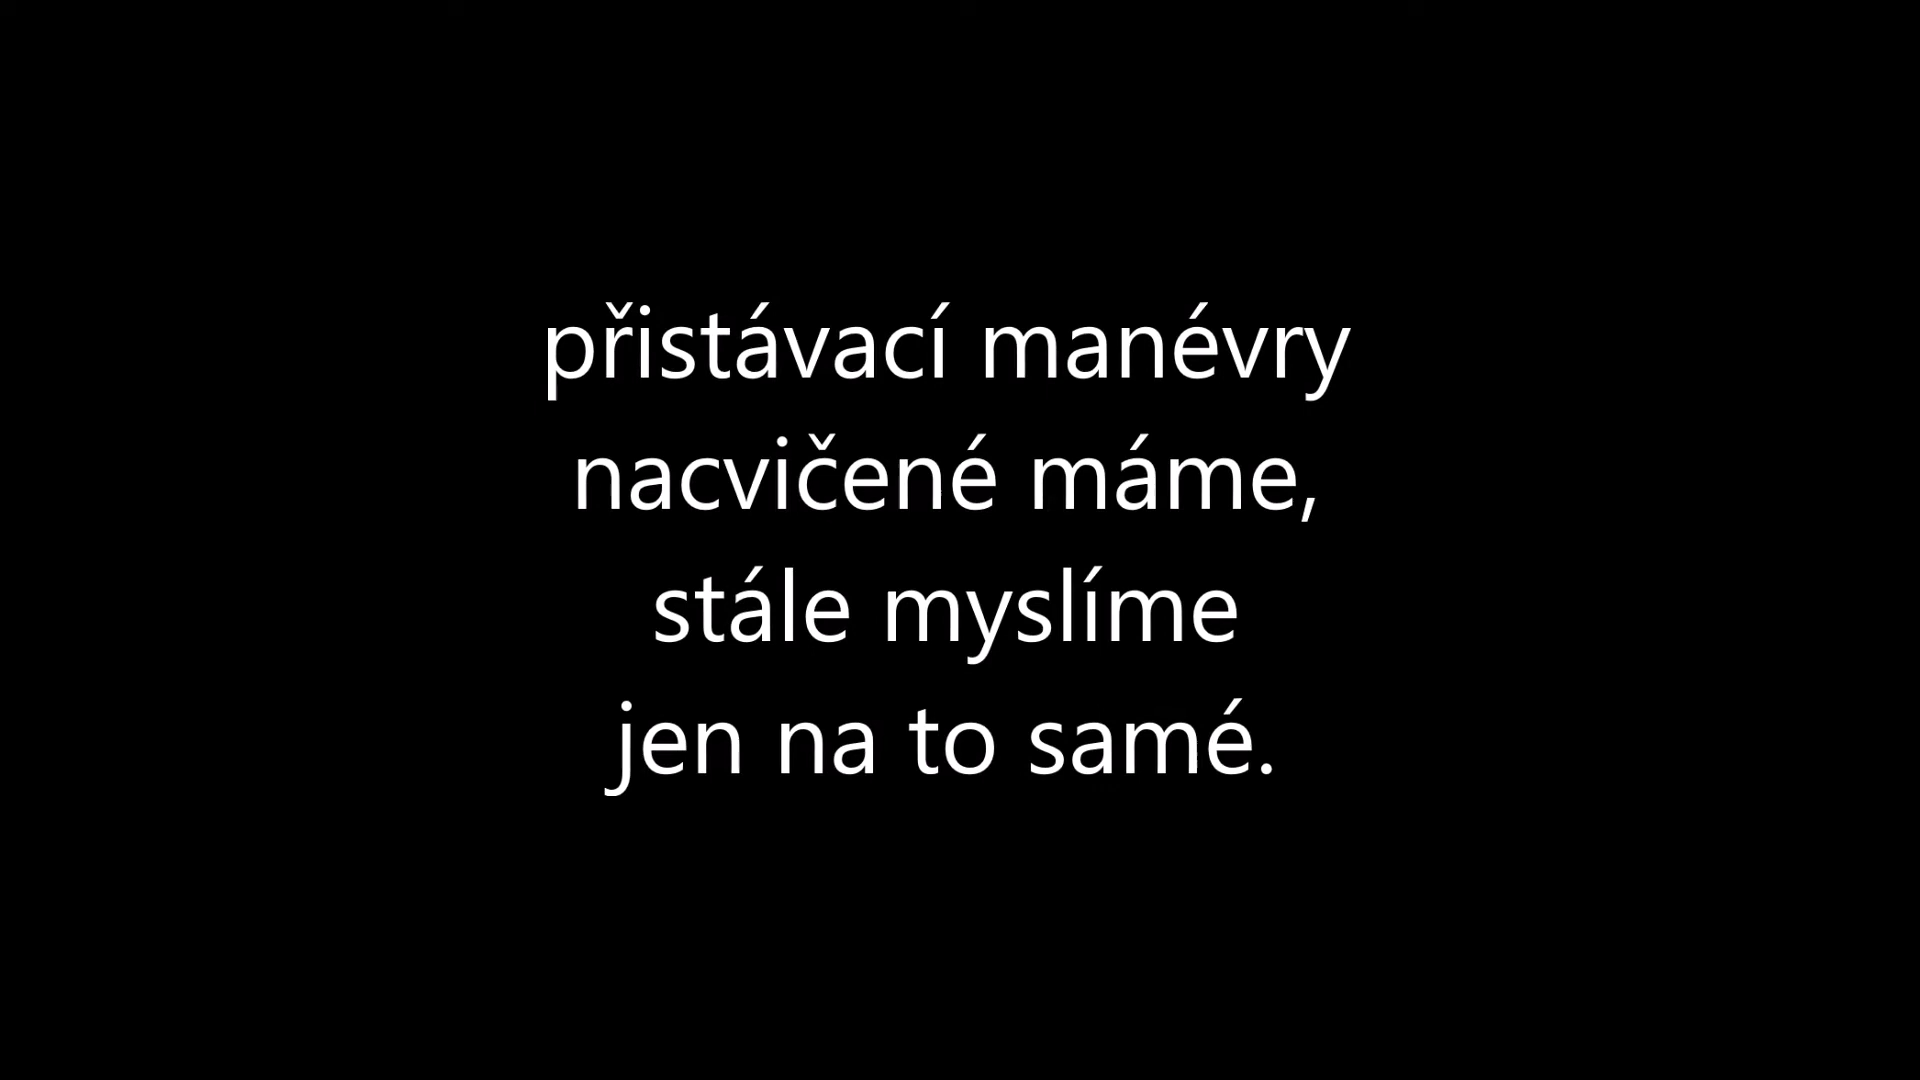 přistávací manévry
nacvičené máme,
stále myslíme
jen na to samé.